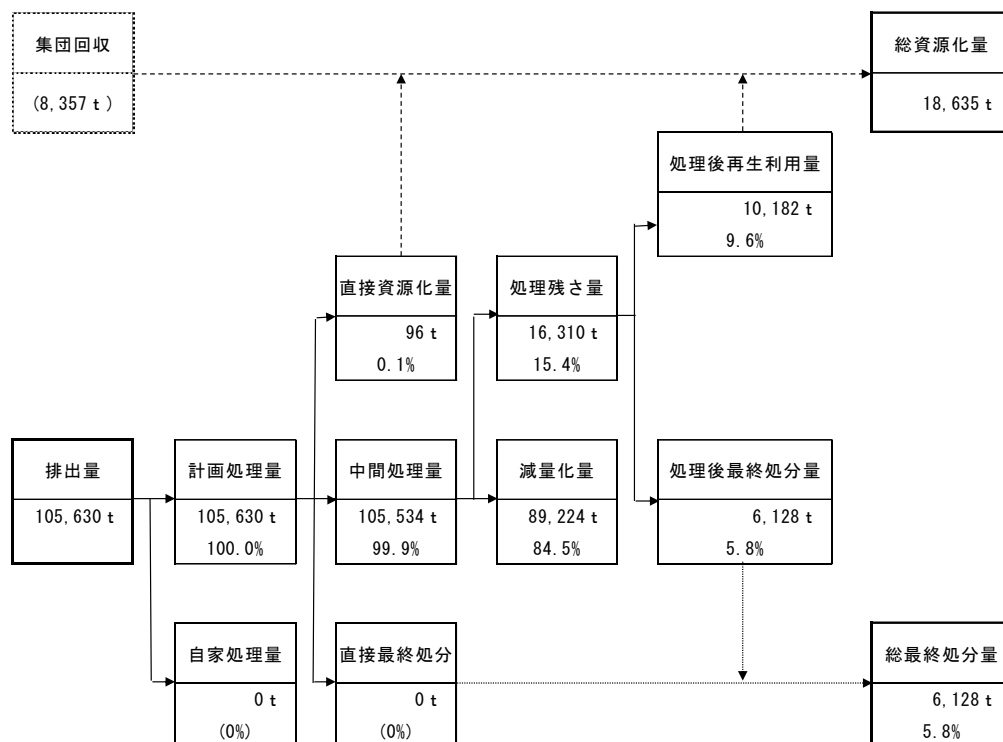 集団回収
(8,357 t )
総資源化量
18,635 t
処理後再生利用量
10,182 t
9.6%
直接資源化量
96 t
0.1%
処理残さ量
16,310 t
15.4%
排出量
105,630 t
計画処理量
105,630 t
100.0%
中間処理量
105,534 t
99.9%
減量化量
89,224 t
84.5%
処理後最終処分量
6,128 t
5.8%
自家処理量
0 t
(0%)
直接最終処分
0 t
(0%)
総最終処分量
6,128 t
5.8%